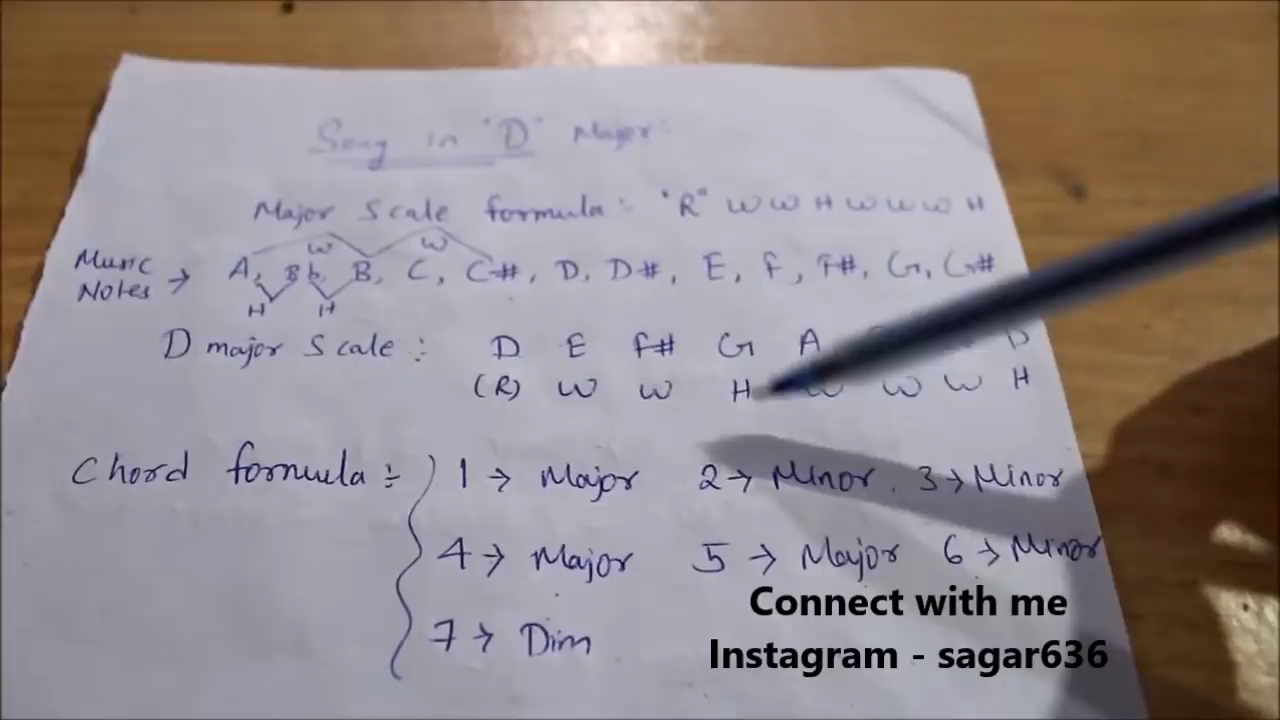 Song in "D" Major
Major Scale formula :- "R" W W H W W W H
W W
Music Notes → A, Bb, B, C, C#, D, D#, E, F, F#, G, G#
H H
D major Scale : D E F# G A D
(R) W W H W W W H
Chord formula :- 1 → Major 2 → Minor. 3 → Minor
4 → Major 5 → Major 6 → Minor
7 → Dim
Connect with me
Instagram - sagar636